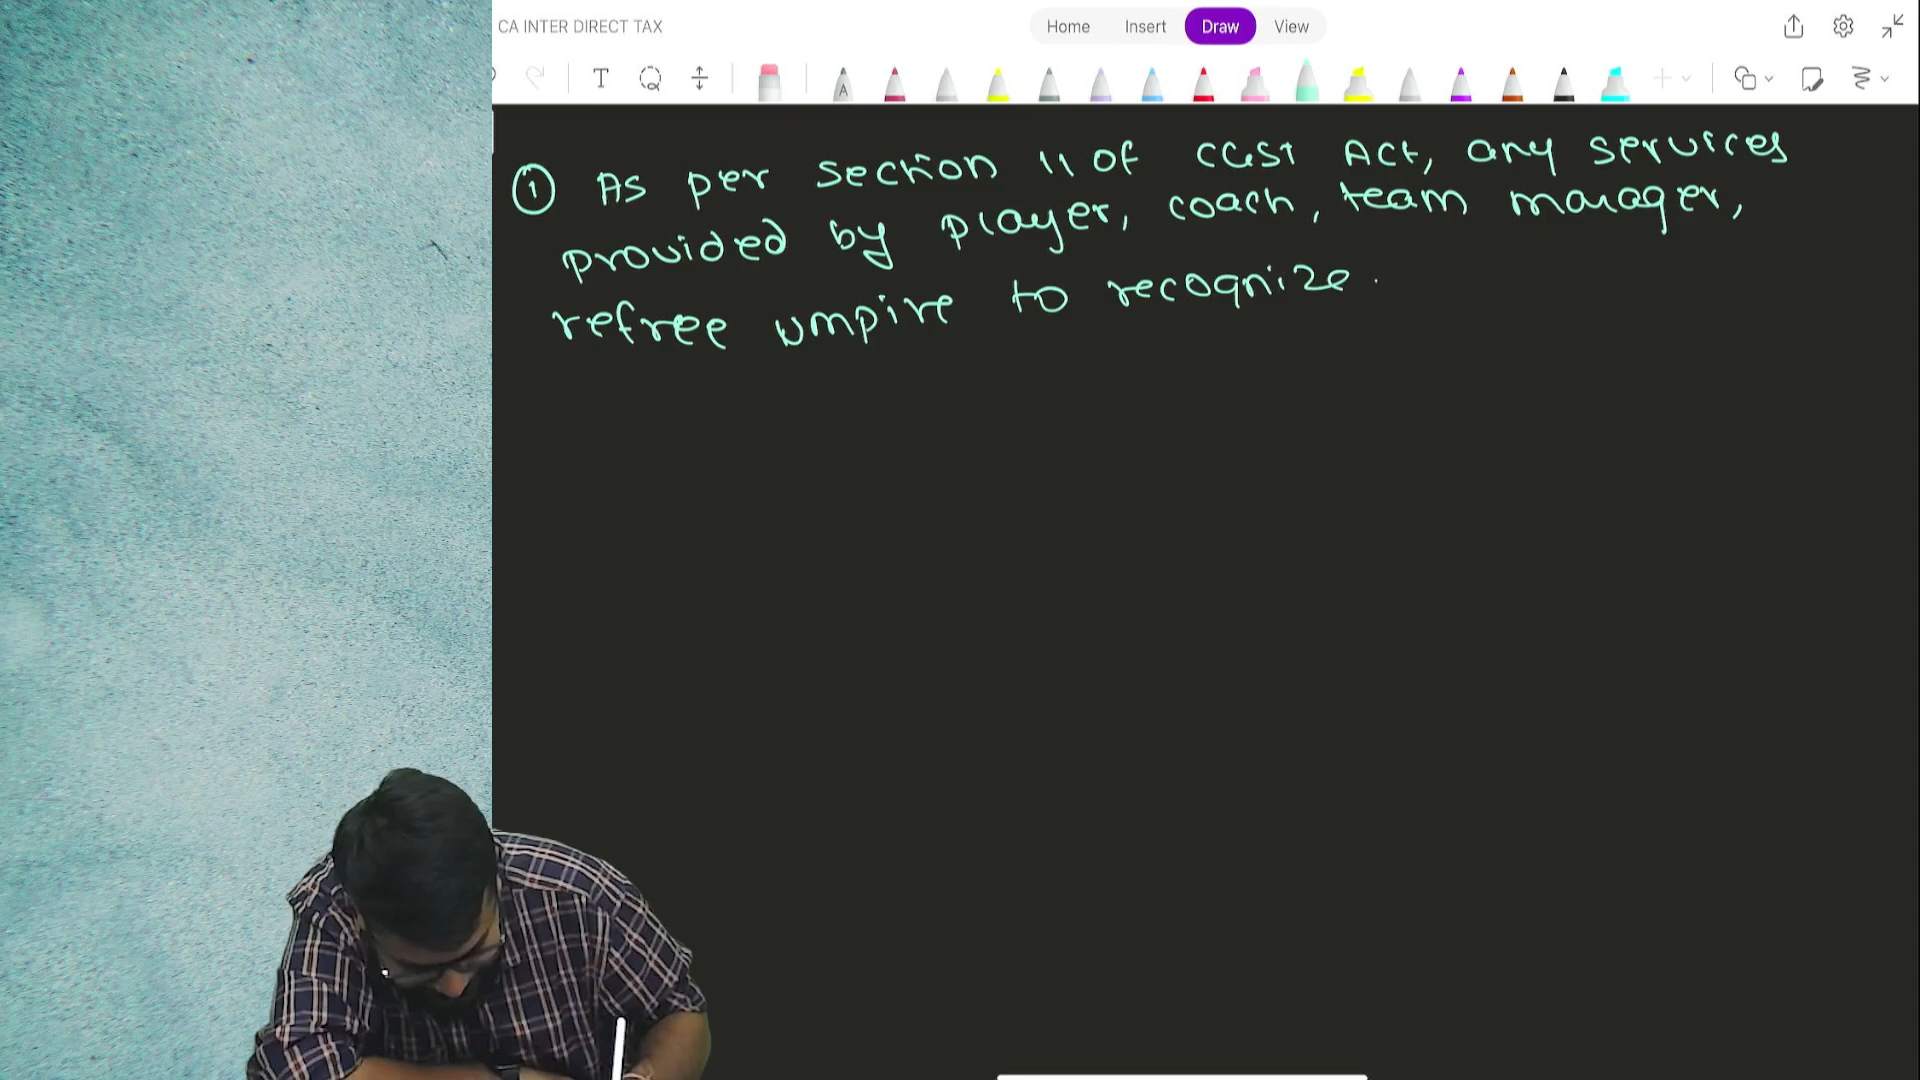 CA INTER DIRECT TAX
Home Insert Draw View
T
A
① As per section 11 of CGST Act, any services
provided by player, coach, team manager,
refree umpire to recognize.